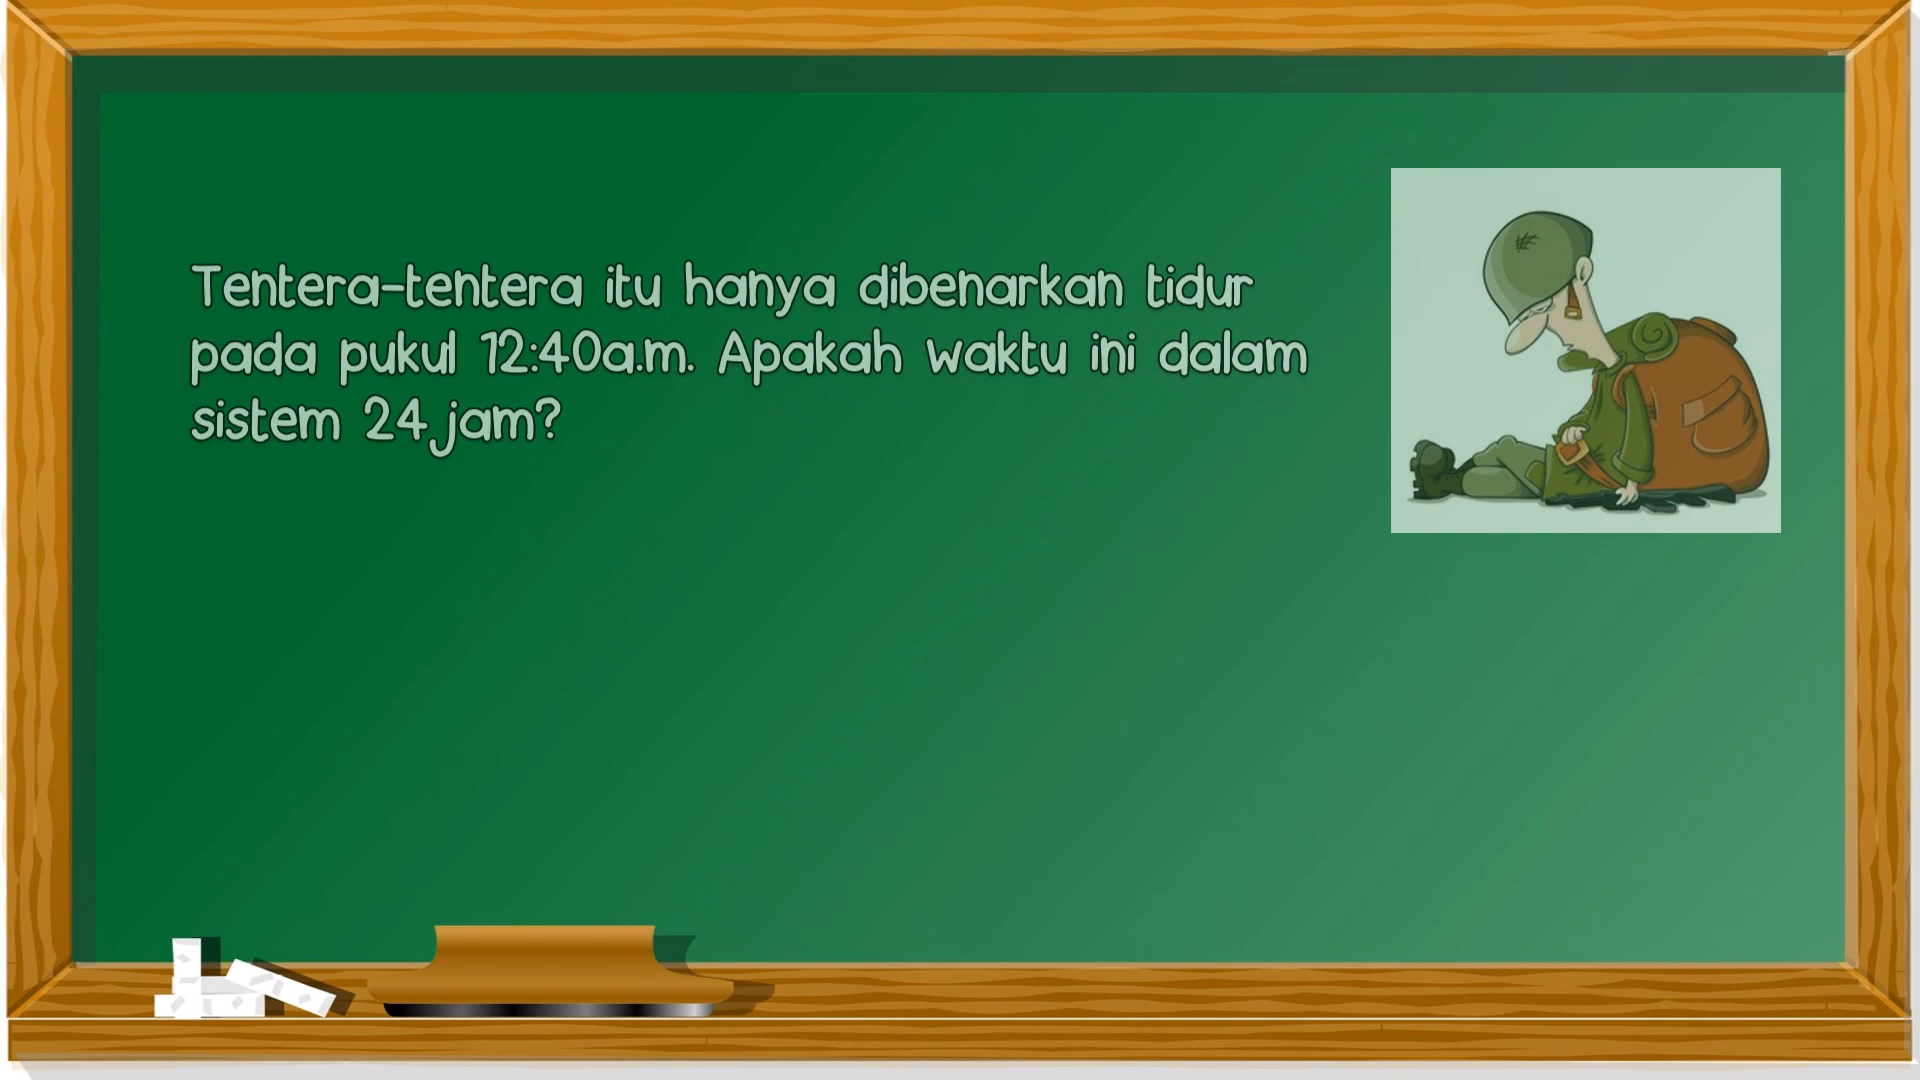 Tentera-tentera itu hanya dibenarkan tidur
pada pukul 12:40a.m. Apakah waktu ini dalam
sistem 24 jam?